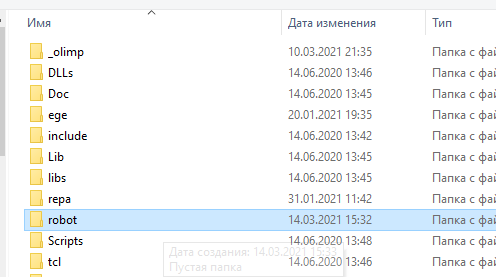 Имя Дата изменения Тип
_olimp 10.03.2021 21:35 Папка с фай
DLLs 14.06.2020 13:46 Папка с фай
Doc 14.06.2020 13:45 Папка с фай
ege 20.01.2021 19:35 Папка с фай
include 14.06.2020 13:42 Папка с фай
Lib 14.06.2020 13:45 Папка с фай
libs 14.06.2020 13:45 Папка с фай
repa 31.01.2021 11:42 Папка с фай
robot 14.03.2021 15:32 Папка с фай
Scripts 14.06.2020 13:48 Папка с фай
tcl 14.06.2020 13:46 Папка с фай
Дата создания: 14.03.2021 15:33
Пустая папка